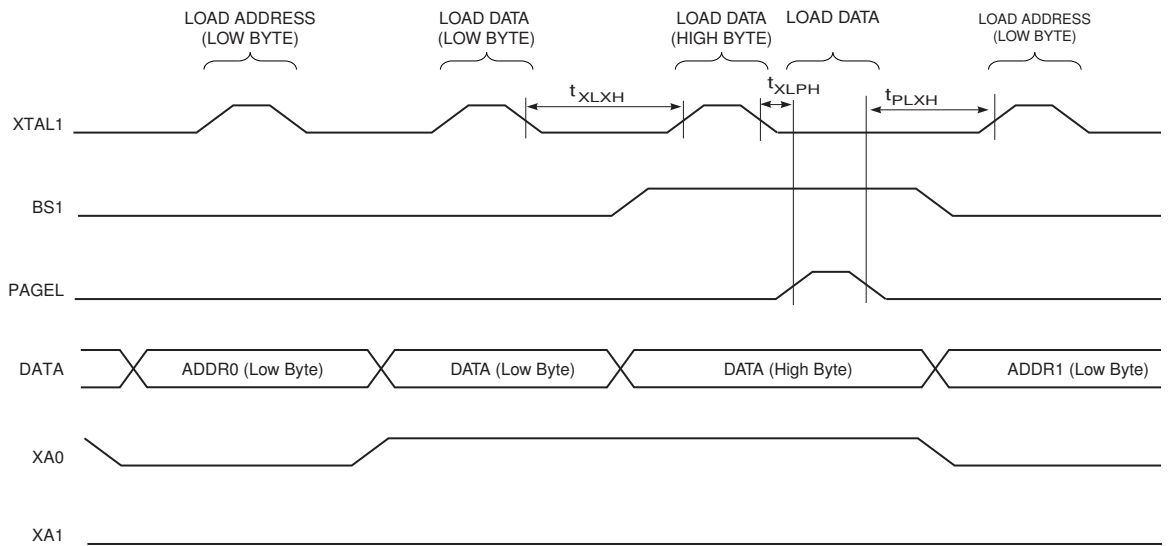 LOAD ADDRESS
(LOW BYTE)
LOAD DATA
(LOW BYTE)
LOAD DATA
(HIGH BYTE)
LOAD DATA
LOAD ADDRESS
(LOW BYTE)
tXLXH
tXLPH
tPLXH
XTAL1
BS1
PAGEL
DATA
ADDR0 (Low Byte)
DATA (Low Byte)
DATA (High Byte)
ADDR1 (Low Byte)
XA0
XA1